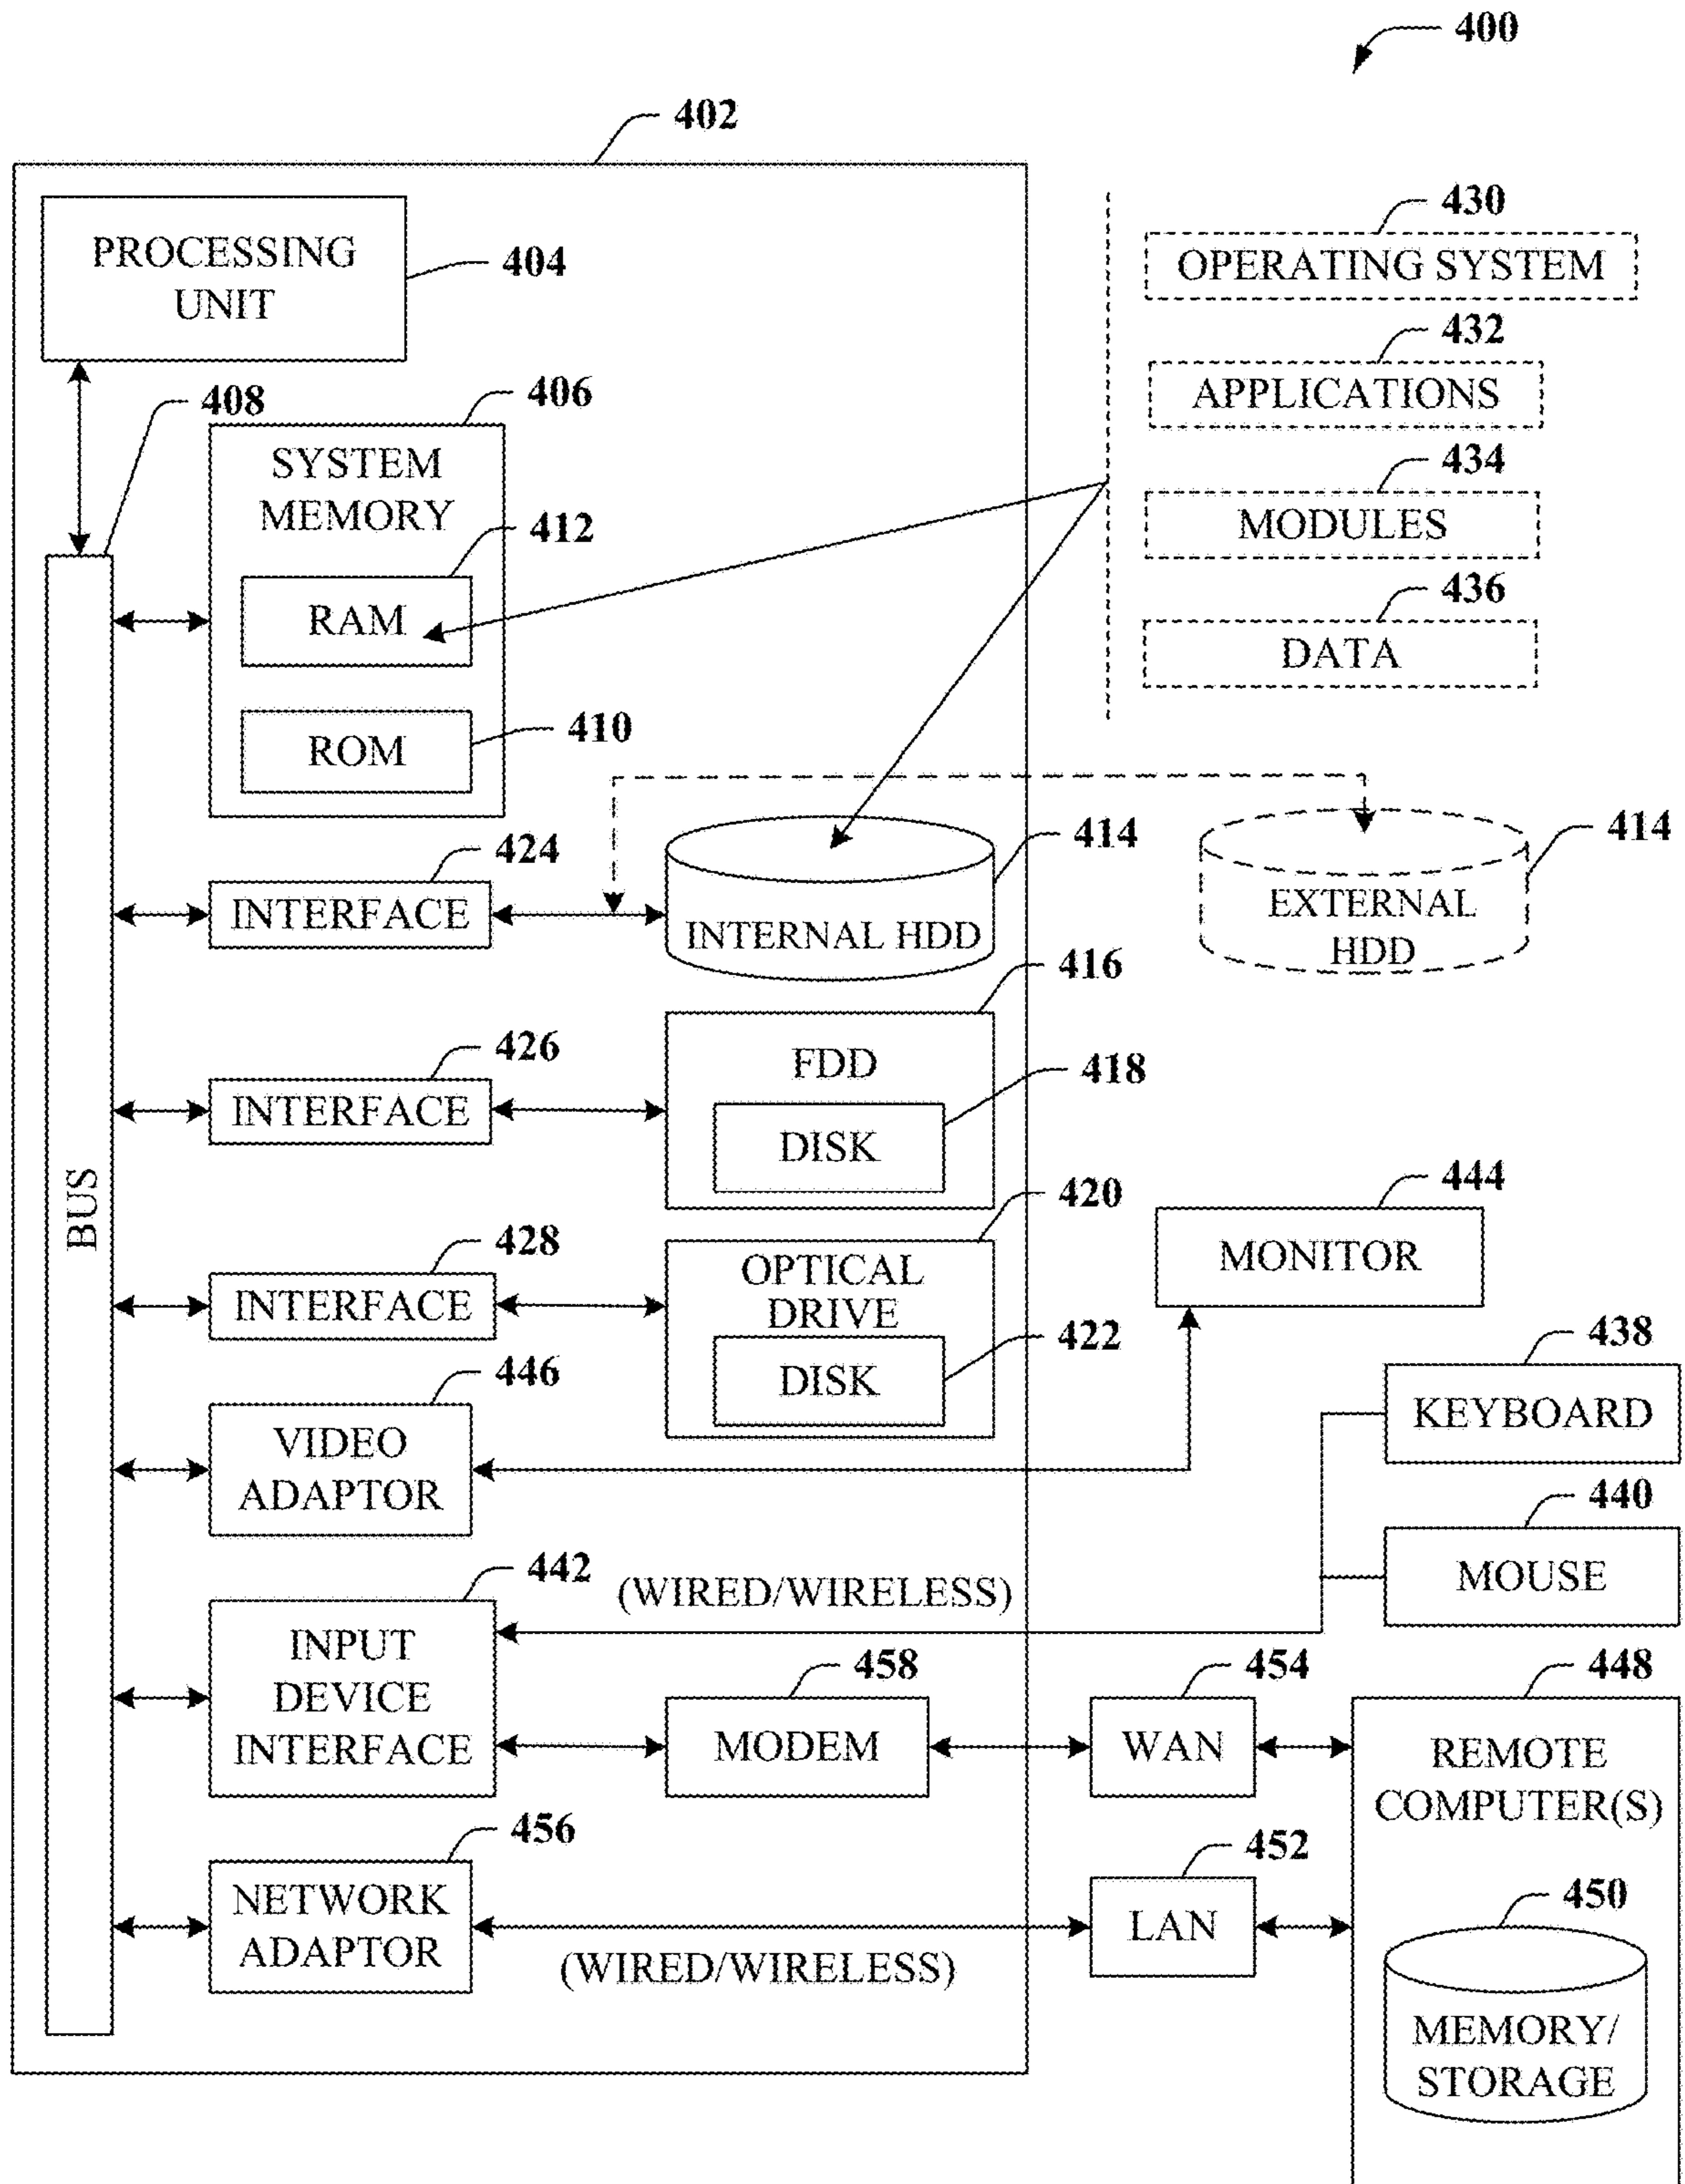 400
402
PROCESSING
UNIT
404
430
OPERATING SYSTEM
432
APPLICATIONS
434
MODULES
436
DATA
408
406
SYSTEM
MEMORY
412
RAM
410
ROM
BUS
424
INTERFACE
414
INTERNAL HDD
414
EXTERNAL
HDD
426
INTERFACE
416
FDD
418
DISK
428
INTERFACE
420
OPTICAL
DRIVE
422
DISK
444
MONITOR
446
VIDEO
ADAPTOR
438
KEYBOARD
440
MOUSE
442
(WIRED/WIRELESS)
INPUT
DEVICE
INTERFACE
458
MODEM
454
WAN
448
REMOTE
COMPUTER(S)
456
NETWORK
ADAPTOR
(WIRED/WIRELESS)
452
LAN
450
MEMORY/
STORAGE